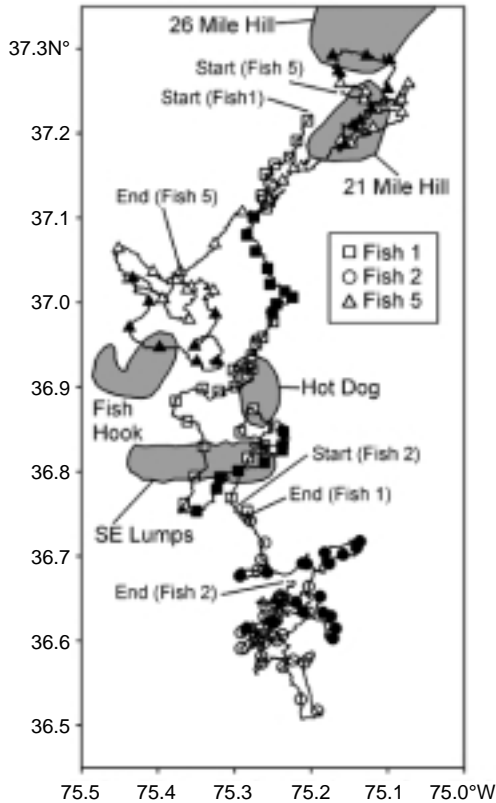 26 Mile Hill
37.3N°
Start (Fish 5)
Start (Fish1)
37.2
21 Mile Hill
End (Fish 5)
37.1
Fish 1
Fish 2
Fish 5
37.0
36.9
Hot Dog
Fish
Hook
Start (Fish 2)
36.8
End (Fish 1)
SE Lumps
36.7
End (Fish 2)
36.6
36.5
75.5 75.4 75.3 75.2 75.1 75.0°W